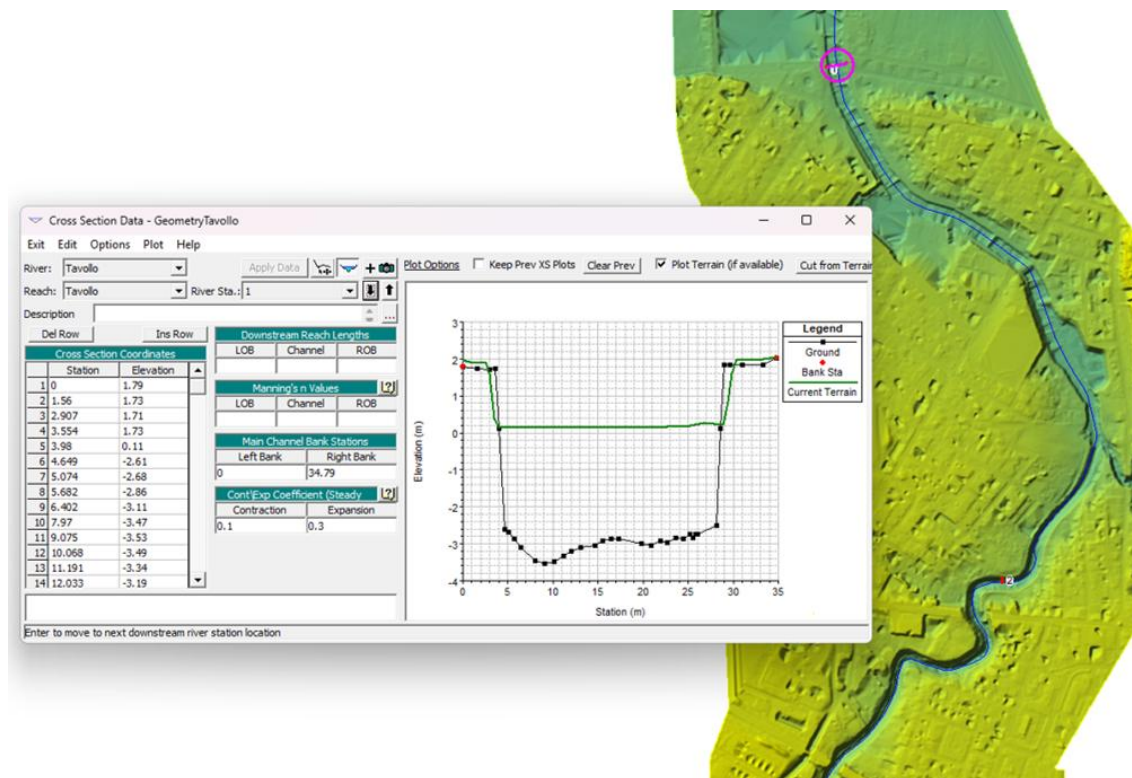 Cross Section Data - GeometryTavollo
Exit Edit Options Plot Help
River: Tavollo Apply Data Plot Options Keep Prev XS Plots Clear Prev Plot Terrain (if available) Cut from Terrain
Reach: Tavollo River Sta.: 1
Description ...
Del Row Ins Row
Cross Section Coordinates
Station Elevation
1 0 1.79
2 1.56 1.73
3 2.907 1.71
4 3.554 1.73
5 3.98 0.11
6 4.649 -2.61
7 5.074 -2.68
8 5.682 -2.86
9 6.402 -3.11
10 7.97 -3.47
11 9.075 -3.53
12 10.068 -3.49
13 11.191 -3.34
14 12.033 -3.19
Downstream Reach Lengths
LOB Channel ROB
Manning's n Values ?
LOB Channel ROB
Main Channel Bank Stations
Left Bank Right Bank
0 34.79
Cont\Exp Coefficient (Steady ?
Contraction Expansion
0.1 0.3
Elevation (m)
3
2
1
0
-1
-2
-3
-4
0 5 10 15 20 25 30 35
Station (m)
Legend
Ground
Bank Sta
Current Terrain
Enter to move to next downstream river station location
2